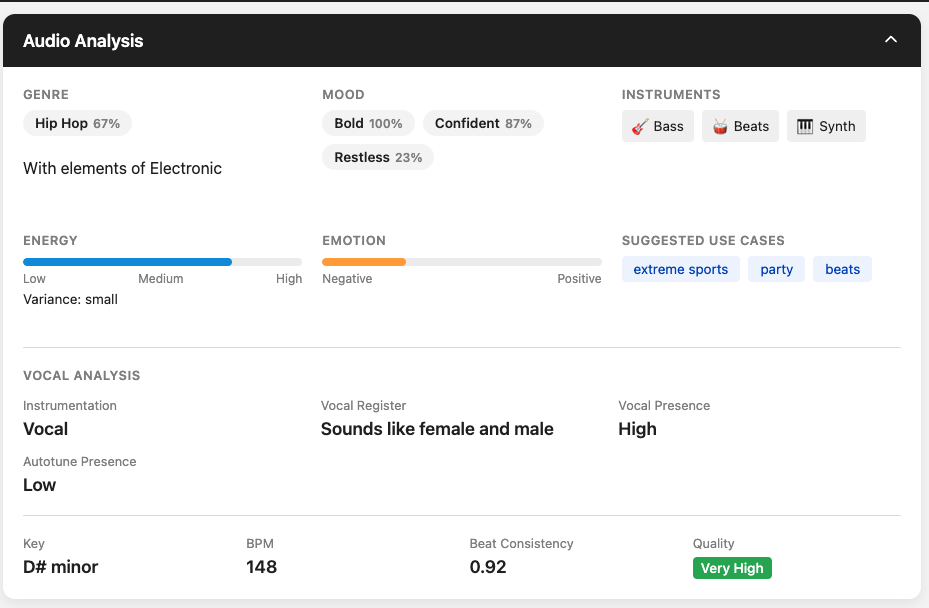 Audio Analysis
GENRE
Hip Hop 67%
With elements of Electronic
MOOD
Bold 100% Confident 87%
Restless 23%
INSTRUMENTS
Bass Beats Synth
ENERGY
Low Medium High
Variance: small
EMOTION
Negative Positive
SUGGESTED USE CASES
extreme sports party beats
VOCAL ANALYSIS
Instrumentation
Vocal
Vocal Register
Sounds like female and male
Vocal Presence
High
Autotune Presence
Low
Key
D# minor
BPM
148
Beat Consistency
0.92
Quality
Very High